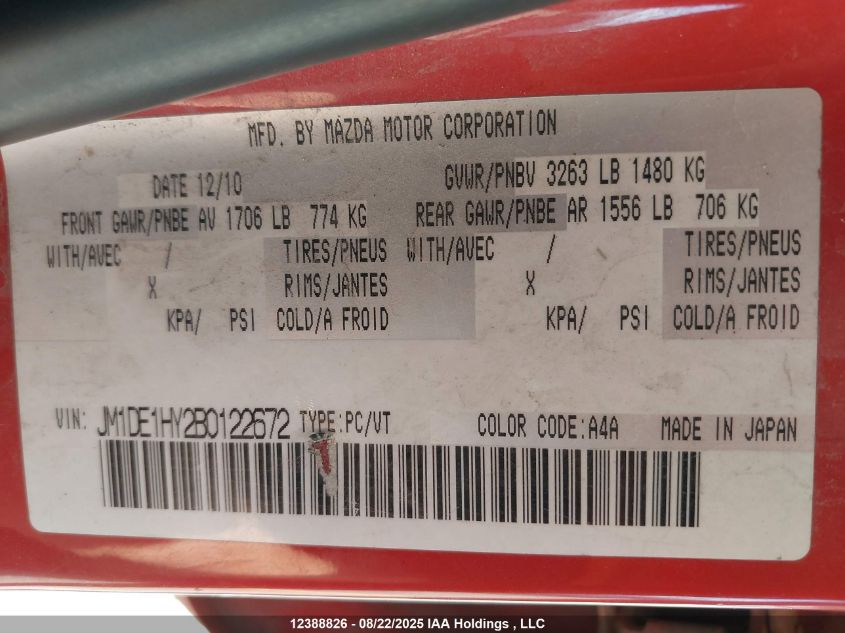 MFD. BY MAZDA MOTOR CORPORATION
DATE 12/10 GVWR/PNBV 3263 LB 1480 KG
FRONT GAWR/PNBE AV 1706 LB 774 KG REAR GAWR/PNBE AR 1556 LB 706 KG
WITH/AVEC / TIRES/PNEUS WITH/AVEC / TIRES/PNEUS
X RIMS/JANTES X RIMS/JANTES
KPA/ PSI COLD/A FROID KPA/ PSI COLD/A FROID
VIN: JM1DE1HY2B0122672 TYPE:PC/VT COLOR CODE:A4A MADE IN JAPAN
12388826 - 08/22/2025 IAA Holdings , LLC